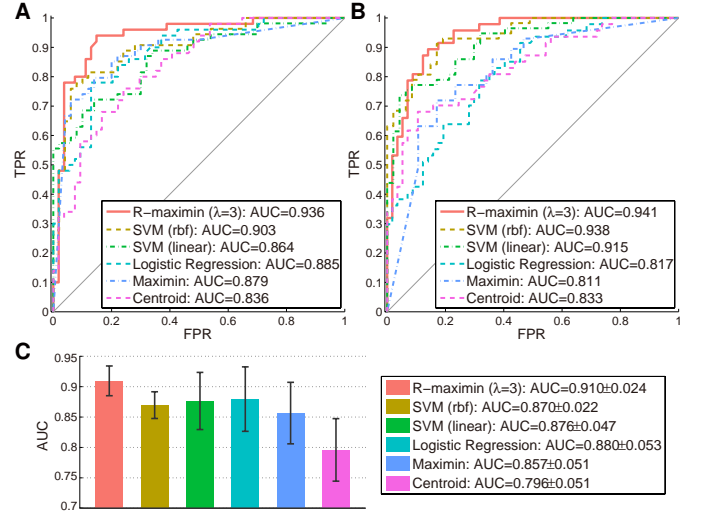 A
1
0.9
0.8
0.7
0.6
0.5
0.4
0.3
0.2
0.1
0
TPR
0.2
0.4
0.6
0.8
1
FPR
R−maximin (λ=3): AUC=0.936
SVM (rbf): AUC=0.903
SVM (linear): AUC=0.864
Logistic Regression: AUC=0.885
Maximin: AUC=0.879
Centroid: AUC=0.836
B
1
0.9
0.8
0.7
0.6
0.5
0.4
0.3
0.2
0.1
0
TPR
0
0.2
0.4
0.6
0.8
1
FPR
R−maximin (λ=3): AUC=0.941
SVM (rbf): AUC=0.938
SVM (linear): AUC=0.915
Logistic Regression: AUC=0.817
Maximin: AUC=0.811
Centroid: AUC=0.833
C
0.95
0.9
0.85
0.8
0.75
0.7
AUC
R−maximin (λ=3): AUC=0.910±0.024
SVM (rbf): AUC=0.870±0.022
SVM (linear): AUC=0.876±0.047
Logistic Regression: AUC=0.880±0.053
Maximin: AUC=0.857±0.051
Centroid: AUC=0.796±0.051